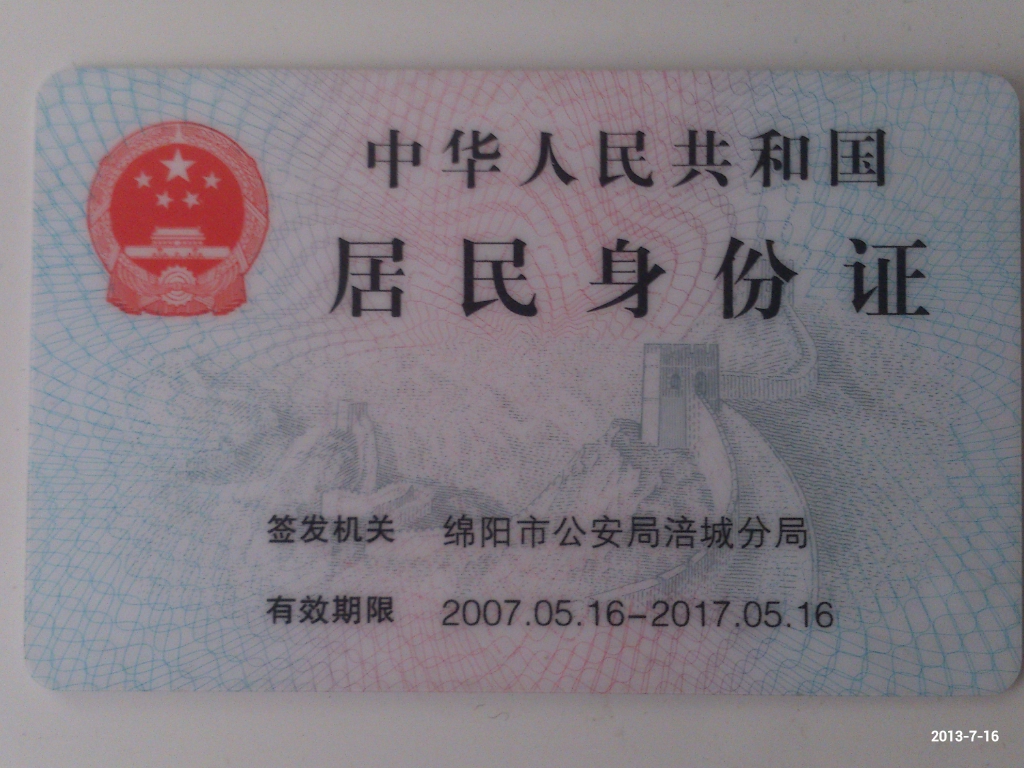 中华人民共和国
居民身份证
签发机关 绵阳市公安局涪城分局
有效期限 2007.05.16-2017.05.16
2013-7-16